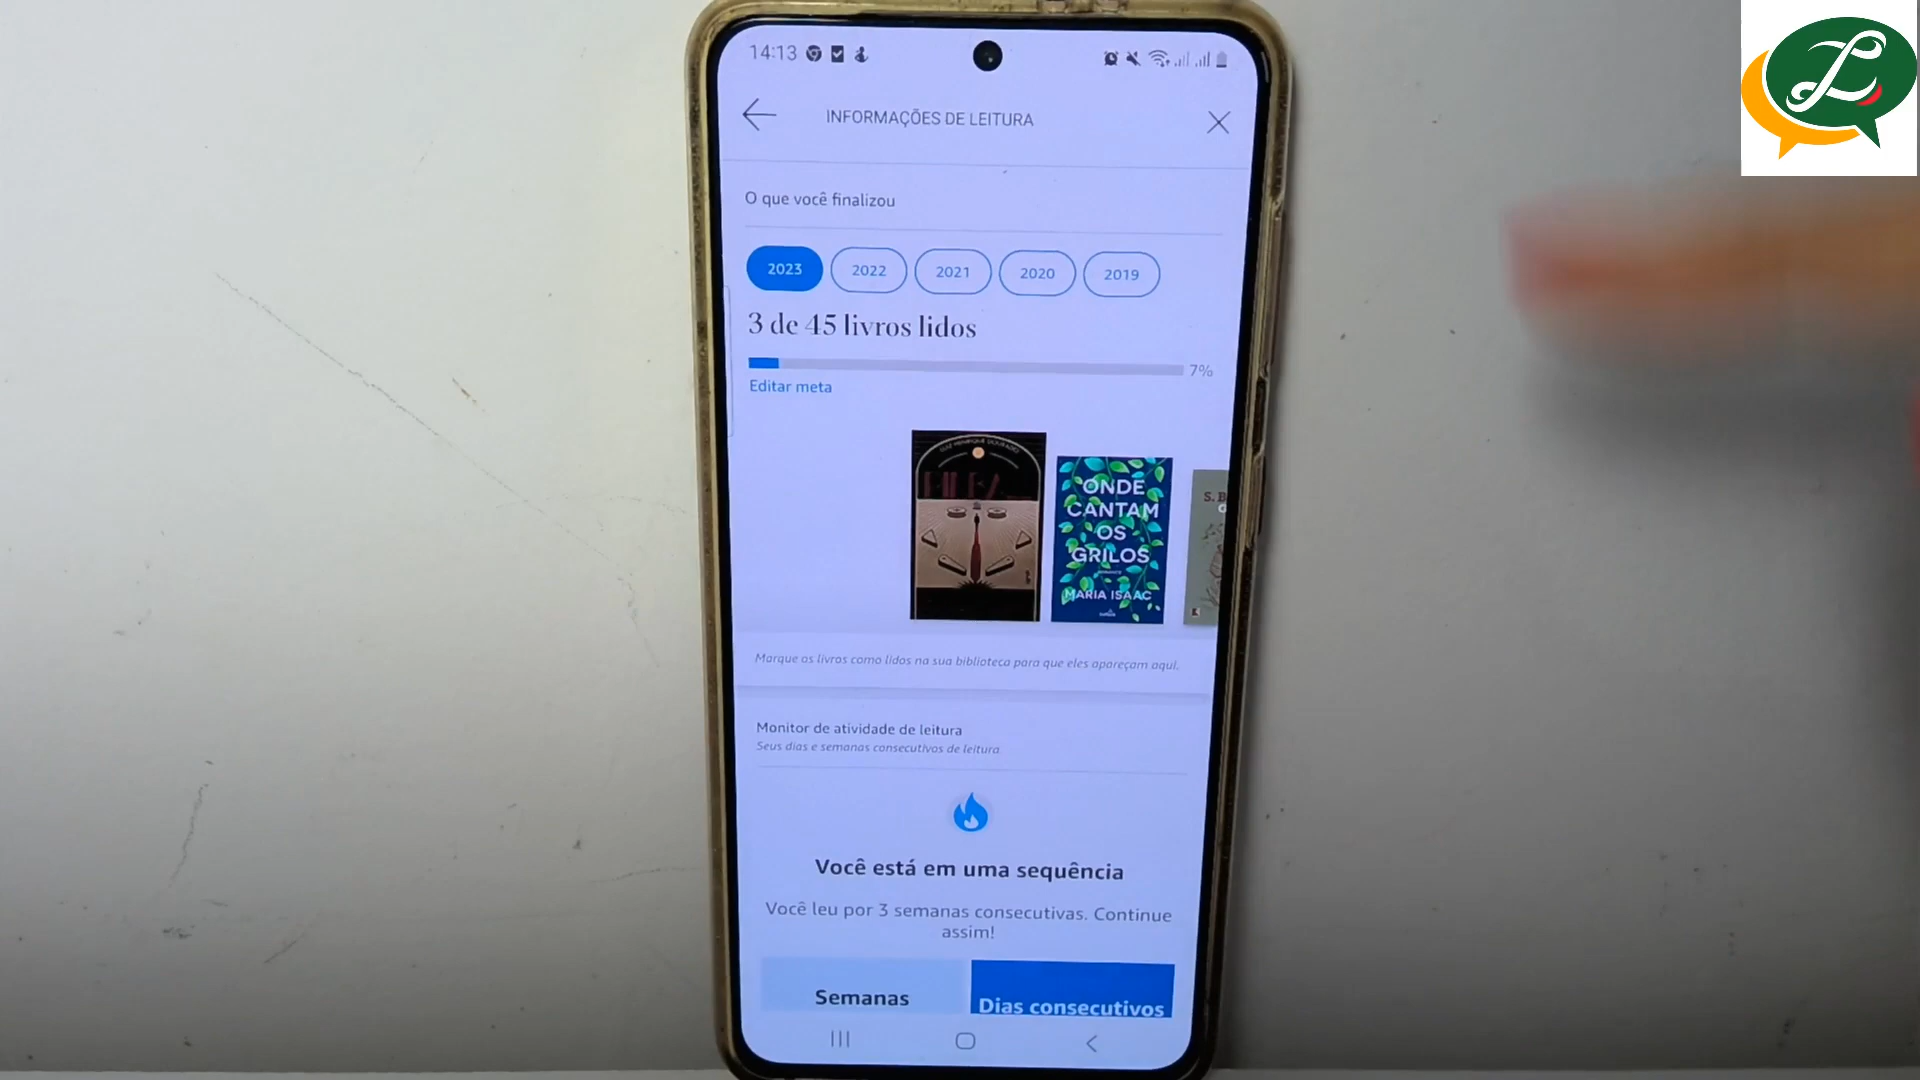 14:13
INFORMAÇÕES DE LEITURA
O que você finalizou
2023 2022 2021 2020 2019
3 de 45 livros lidos
7%
Editar meta
ONDE
CANTAM
OS
GRILOS
MARIA ISAAC
S. B
Marque os livros como lidos na sua biblioteca para que eles apareçam aqui.
Monitor de atividade de leitura
Seus dias e semanas consecutivos de leitura
Você está em uma sequência
Você leu por 3 semanas consecutivas. Continue
assim!
Semanas
Dias consecutivos
L